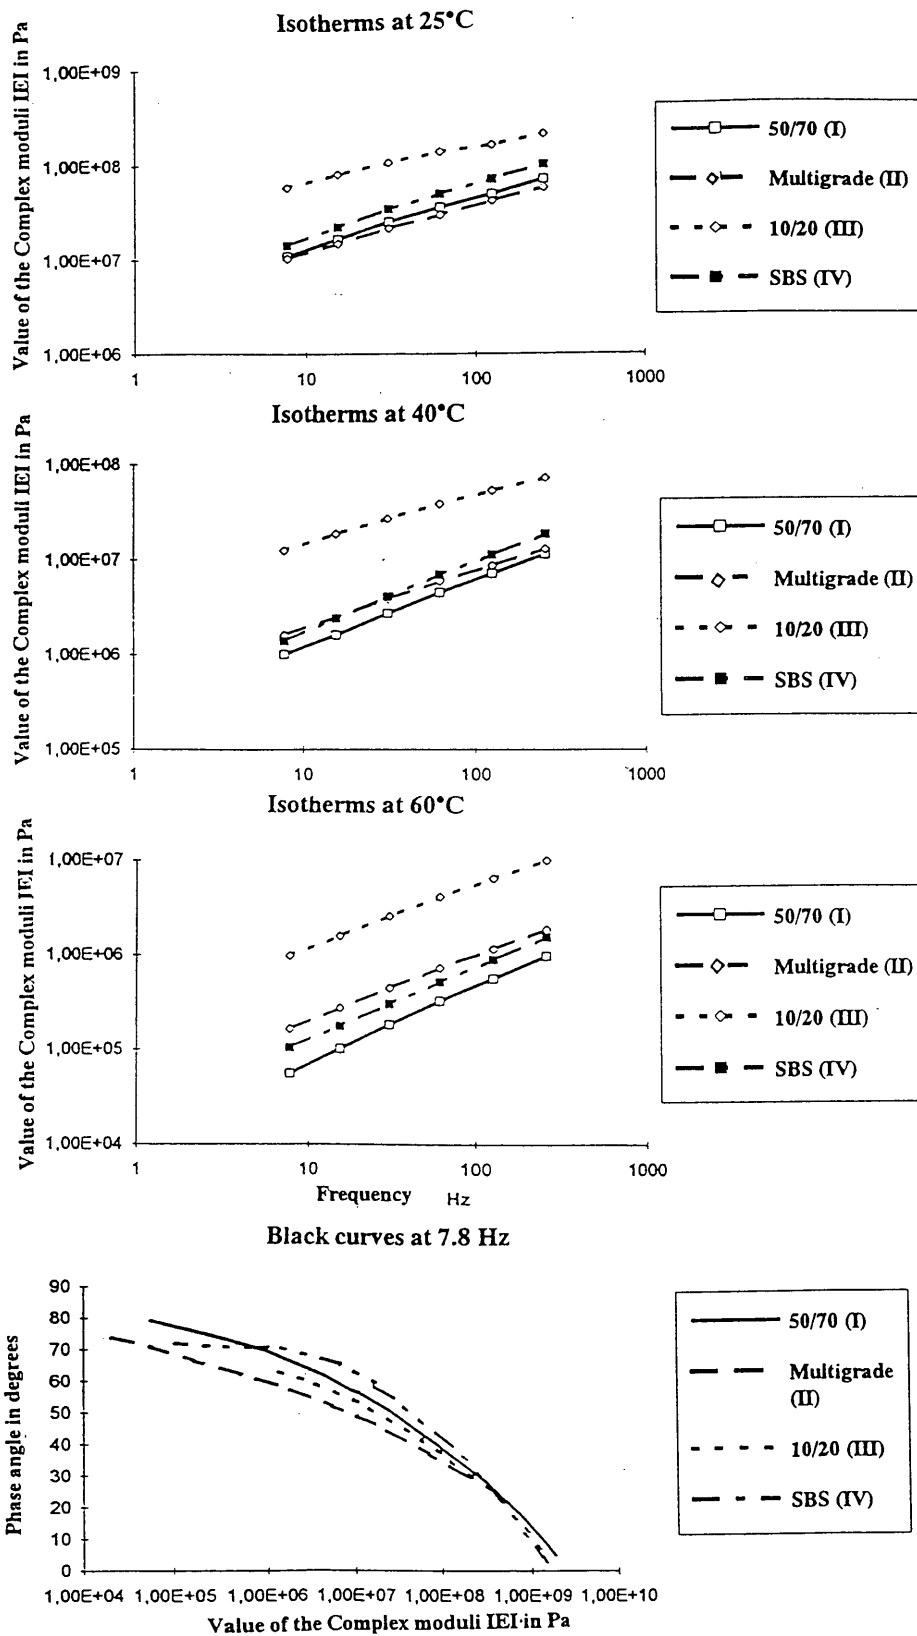 Isotherms at 25°C
Value of the Complex moduli IEI in Pa
1,00E+09
1,00E+08
1,00E+07
1,00E+06
1
10
100
1000
50/70 (I)
Multigrade (II)
10/20 (III)
SBS (IV)
Isotherms at 40°C
Value of the Complex moduli IEI in Pa
1,00E+08
1,00E+07
1,00E+06
1,00E+05
1
10
100
1000
50/70 (I)
Multigrade (II)
10/20 (III)
SBS (IV)
Isotherms at 60°C
Value of the Complex moduli IEI in Pa
1,00E+07
1,00E+06
1,00E+05
1,00E+04
1
10
100
1000
Frequency Hz
50/70 (I)
Multigrade (II)
10/20 (III)
SBS (IV)
Black curves at 7.8 Hz
Phase angle in degrees
90
80
70
60
50
40
30
20
10
0
1,00E+04 1,00E+05 1,00E+06 1,00E+07 1,00E+08 1,00E+09 1,00E+10
Value of the Complex moduli IEI in Pa
50/70 (I)
Multigrade
(II)
10/20 (III)
SBS (IV)